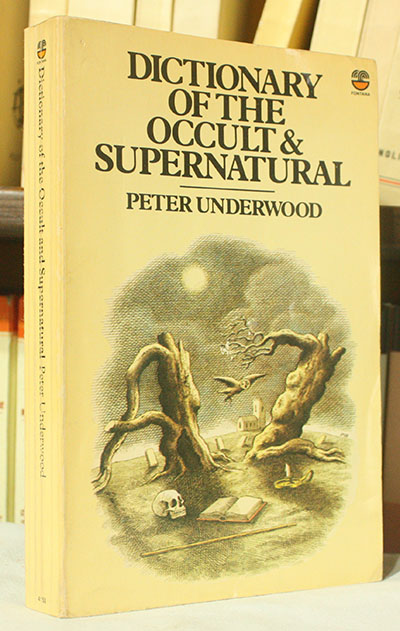 DICTIONARY
OF THE
OCCULT &
SUPERNATURAL
PETER UNDERWOOD
FONTANA
Dictionary of the Occult and Supernatural Peter Underwood